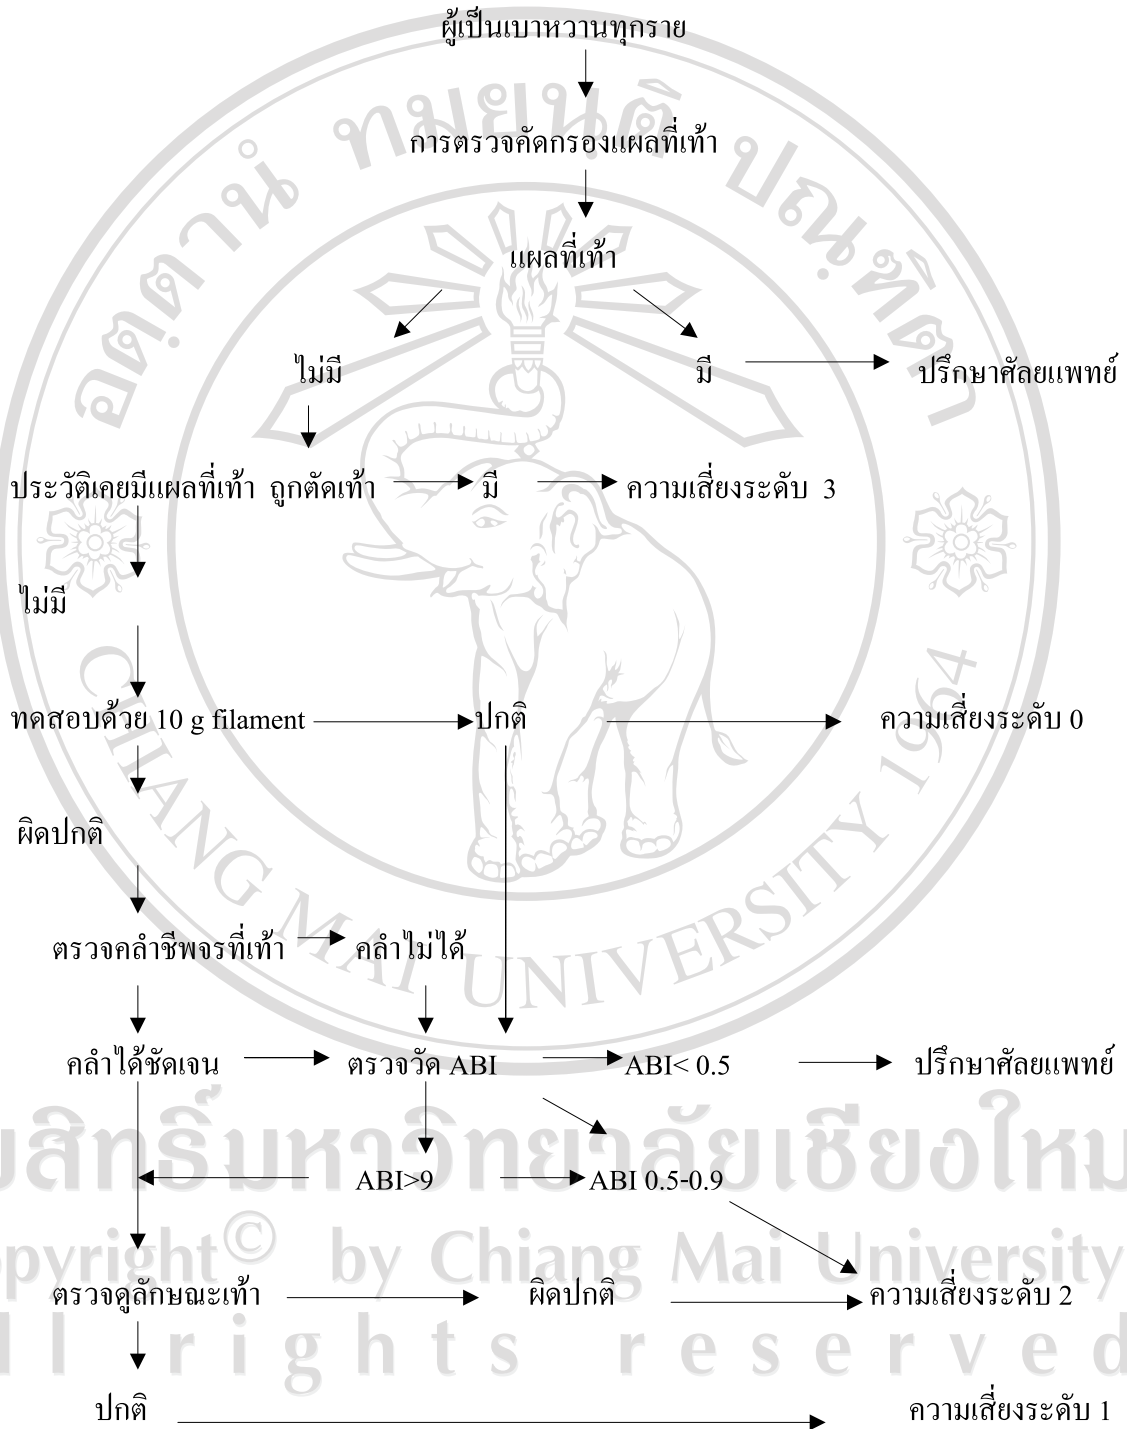 ผู้เป็นเบาหวานทุกราย
การตรวจคัดกรองแผลที่เท้า
แผลที่เท้า
ไม่มี มี ปรึกษาศัลยแพทย์
ประวัติเคยมีแผลที่เท้า ถูกตัดเท้า มี ความเสี่ยงระดับ 3
ไม่มี
ทดสอบด้วย 10 g filament ปกติ ความเสี่ยงระดับ 0
ผิดปกติ
ตรวจคลำชีพจรที่เท้า คลำไม่ได้
คลำได้ชัดเจน ตรวจวัด ABI ABI< 0.5 ปรึกษาศัลยแพทย์
ABI>9 ABI 0.5-0.9
ตรวจดูลักษณะเท้า ผิดปกติ ความเสี่ยงระดับ 2
ปกติ ความเสี่ยงระดับ 1
CHIANG MAI UNIVERSITY 1964
สิทธิ์มหาวิทยาลัยเชียงใหม
© by Chiang Mai University
rights reserved